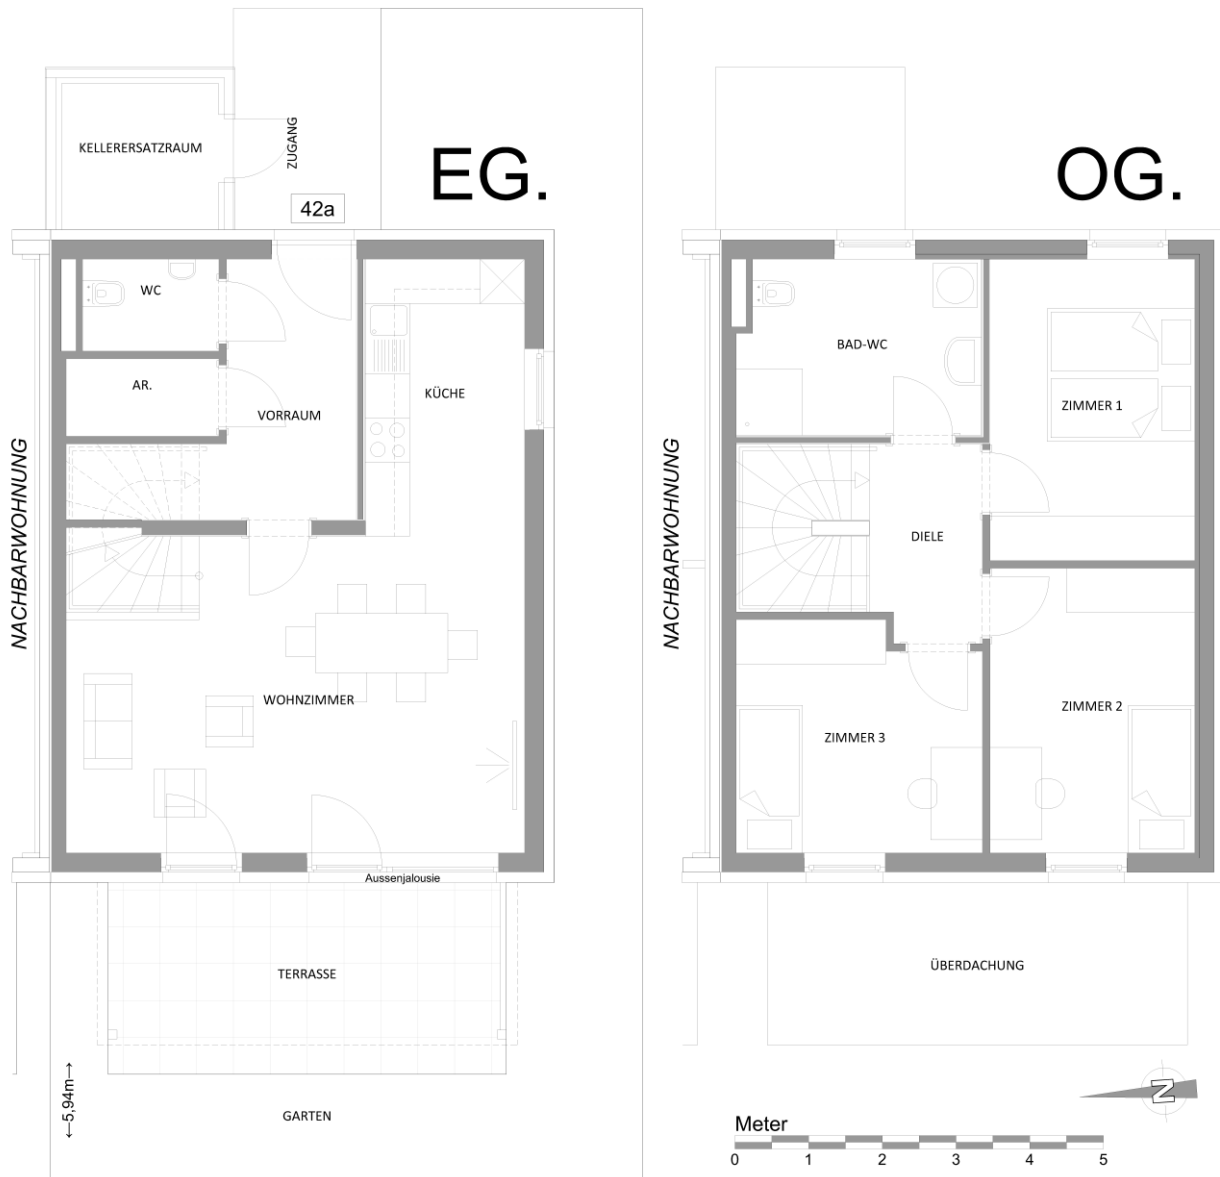 EG.
KELLERERSATZRAUM
ZUGANG
42a
WC
AR.
VORRAUM
KÜCHE
NACHBARWOHNUNG
WOHNZIMMER
Aussenjalousie
TERRASSE
←5,94m→
GARTEN
OG.
BAD-WC
ZIMMER 1
NACHBARWOHNUNG
DIELE
ZIMMER 2
ZIMMER 3
ÜBERDACHUNG
N
Meter
0 1 2 3 4 5